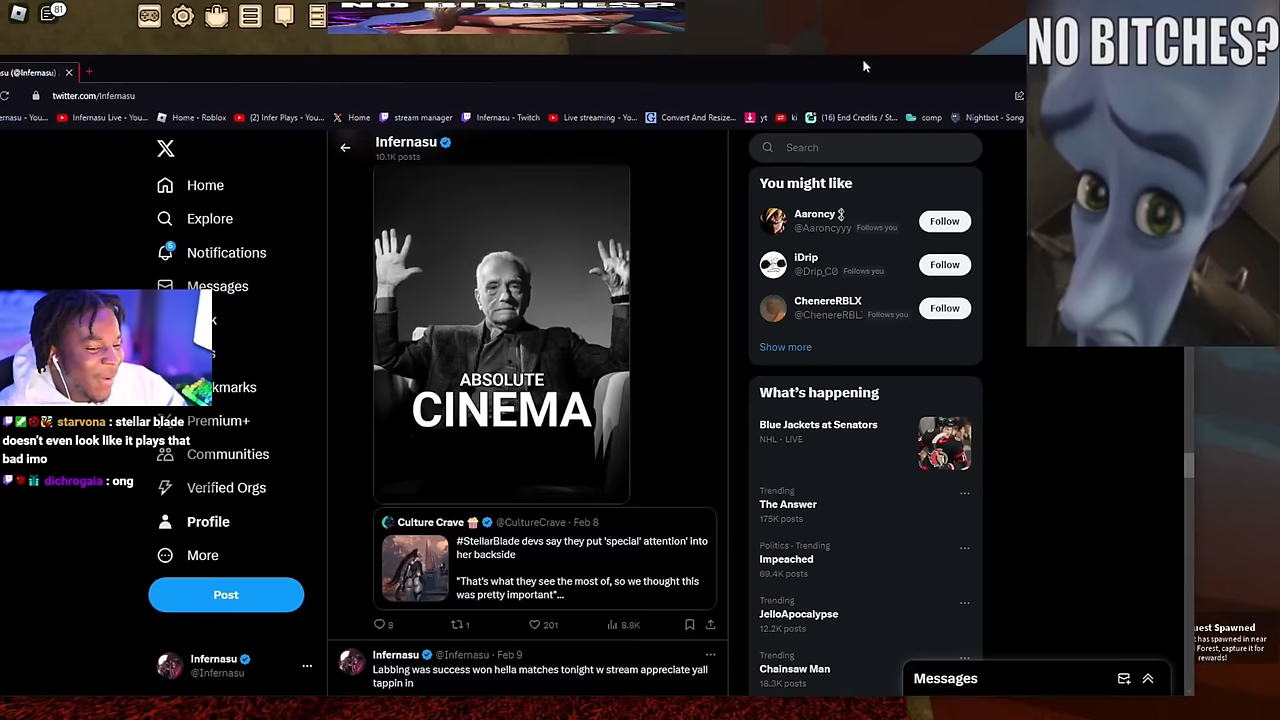 81
NO BITCHES?
NO BITCHES?
su (@Infernasu)
twitter.com/Infernasu
ernasu - You...
Infernasu Live - You...
Home - Roblox
(2) Infer Plays - You...
Home
stream manager
Infernasu - Twitch
Live streaming - Yo...
Convert And Resize...
yt
ki
(16) End Credits / St...
comp
Nightbot - Song
X
Home
Explore
5
Notifications
Messages
kmarks
Premium+
Communities
Verified Orgs
Profile
More
Post
Infernasu
@Infernasu
starvona : stellar blade
doesn't even look like it plays that
bad imo
dichrogaia : ong
Infernasu
10.1K posts
ABSOLUTE
CINEMA
Culture Crave @CultureCrave · Feb 8
#StellarBlade devs say they put 'special' attention' into
her backside
"That's what they see the most of, so we thought this
was pretty important"...
8
1
201
8.8K
Infernasu @Infernasu · Feb 9
Labbing was success won hella matches tonight w stream appreciate yall
tappin in
Search
You might like
Aaroncy
@Aaroncyyy Follows you
Follow
iDrip
@Drip_C0 Follows you
Follow
ChenereRBLX
@ChenereRBL: Follows you
Follow
Show more
What's happening
Blue Jackets at Senators
NHL · LIVE
Trending
The Answer
175K posts
Politics · Trending
Impeached
69.4K posts
Trending
JelloApocalypse
12.2K posts
Trending
Chainsaw Man
18.3K posts
Messages
uest Spawned
t has spawned in near
Forest, capture it for
rewards!